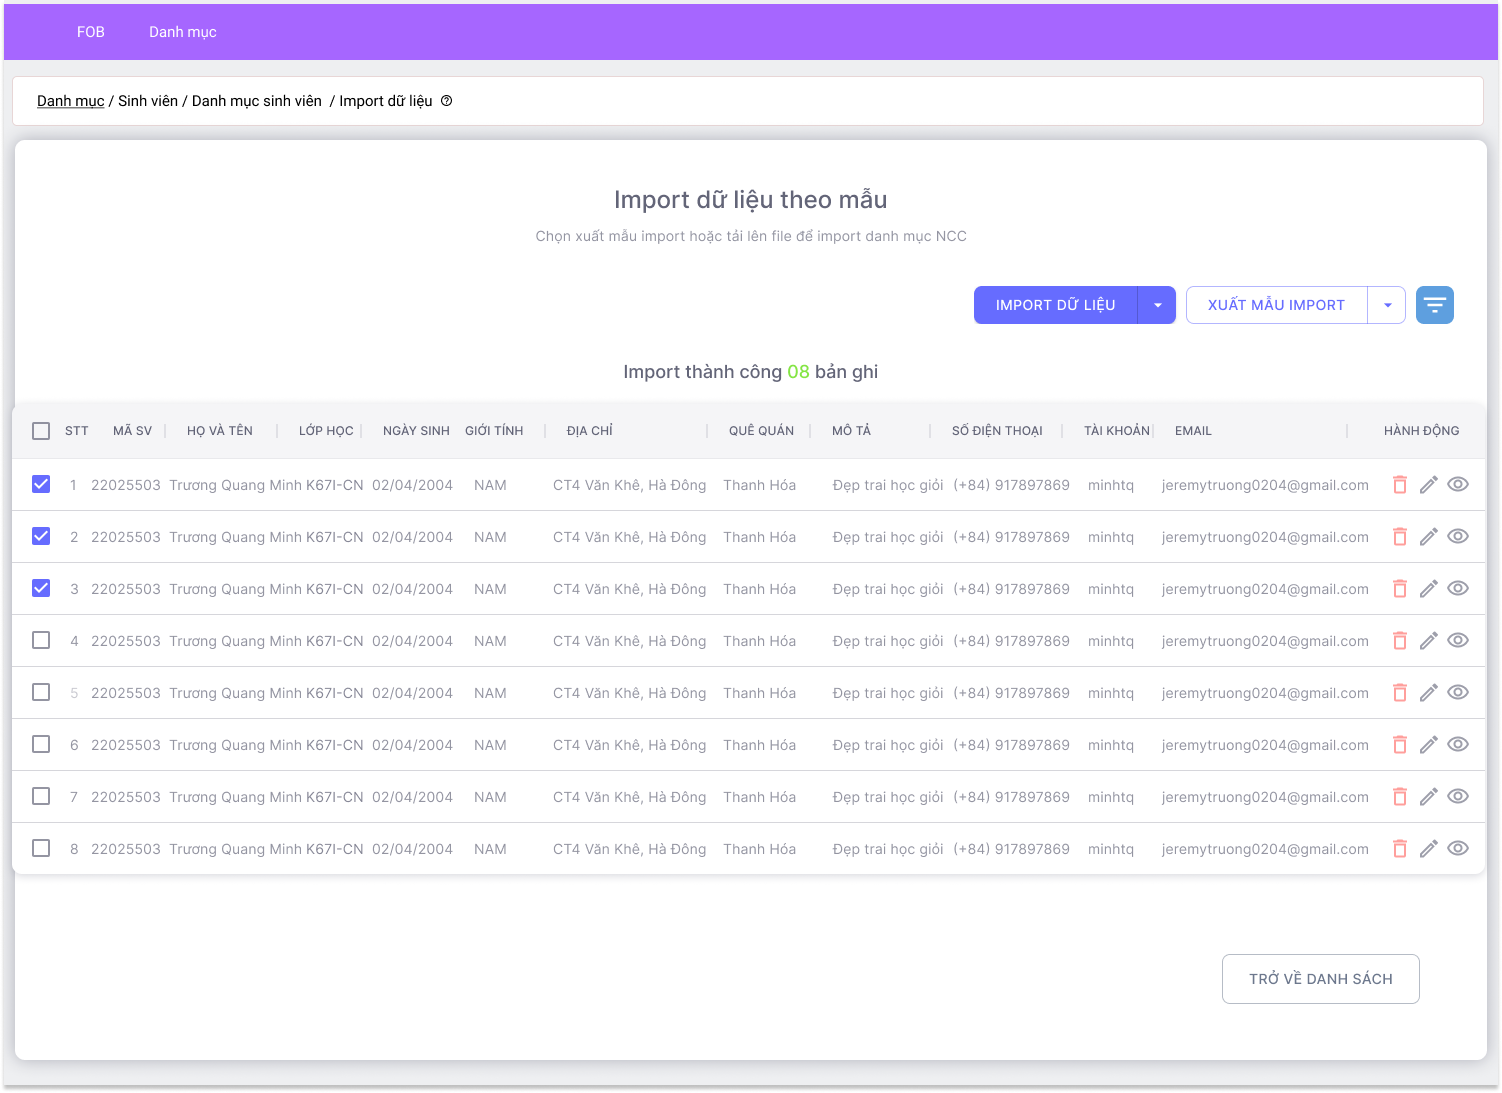 FOB Danh mục
Danh mục / Sinh viên / Danh mục sinh viên / Import dữ liệu
Import dữ liệu theo mẫu
Chọn xuất mẫu import hoặc tải lên file để import danh mục NCC
IMPORT DỮ LIỆU XUẤT MẪU IMPORT
Import thành công 08 bản ghi
STT MÃ SV HỌ VÀ TÊN LỚP HỌC NGÀY SINH GIỚI TÍNH ĐỊA CHỈ QUÊ QUÁN MÔ TẢ SỐ ĐIỆN THOẠI TÀI KHOẢN EMAIL HÀNH ĐỘNG
1 22025503 Trương Quang Minh K67I-CN 02/04/2004 NAM CT4 Văn Khê, Hà Đông Thanh Hóa Đẹp trai học giỏi (+84) 917897869 minhtq jeremytruong0204@gmail.com
2 22025503 Trương Quang Minh K67I-CN 02/04/2004 NAM CT4 Văn Khê, Hà Đông Thanh Hóa Đẹp trai học giỏi (+84) 917897869 minhtq jeremytruong0204@gmail.com
3 22025503 Trương Quang Minh K67I-CN 02/04/2004 NAM CT4 Văn Khê, Hà Đông Thanh Hóa Đẹp trai học giỏi (+84) 917897869 minhtq jeremytruong0204@gmail.com
4 22025503 Trương Quang Minh K67I-CN 02/04/2004 NAM CT4 Văn Khê, Hà Đông Thanh Hóa Đẹp trai học giỏi (+84) 917897869 minhtq jeremytruong0204@gmail.com
5 22025503 Trương Quang Minh K67I-CN 02/04/2004 NAM CT4 Văn Khê, Hà Đông Thanh Hóa Đẹp trai học giỏi (+84) 917897869 minhtq jeremytruong0204@gmail.com
6 22025503 Trương Quang Minh K67I-CN 02/04/2004 NAM CT4 Văn Khê, Hà Đông Thanh Hóa Đẹp trai học giỏi (+84) 917897869 minhtq jeremytruong0204@gmail.com
7 22025503 Trương Quang Minh K67I-CN 02/04/2004 NAM CT4 Văn Khê, Hà Đông Thanh Hóa Đẹp trai học giỏi (+84) 917897869 minhtq jeremytruong0204@gmail.com
8 22025503 Trương Quang Minh K67I-CN 02/04/2004 NAM CT4 Văn Khê, Hà Đông Thanh Hóa Đẹp trai học giỏi (+84) 917897869 minhtq jeremytruong0204@gmail.com
TRỞ VỀ DANH SÁCH